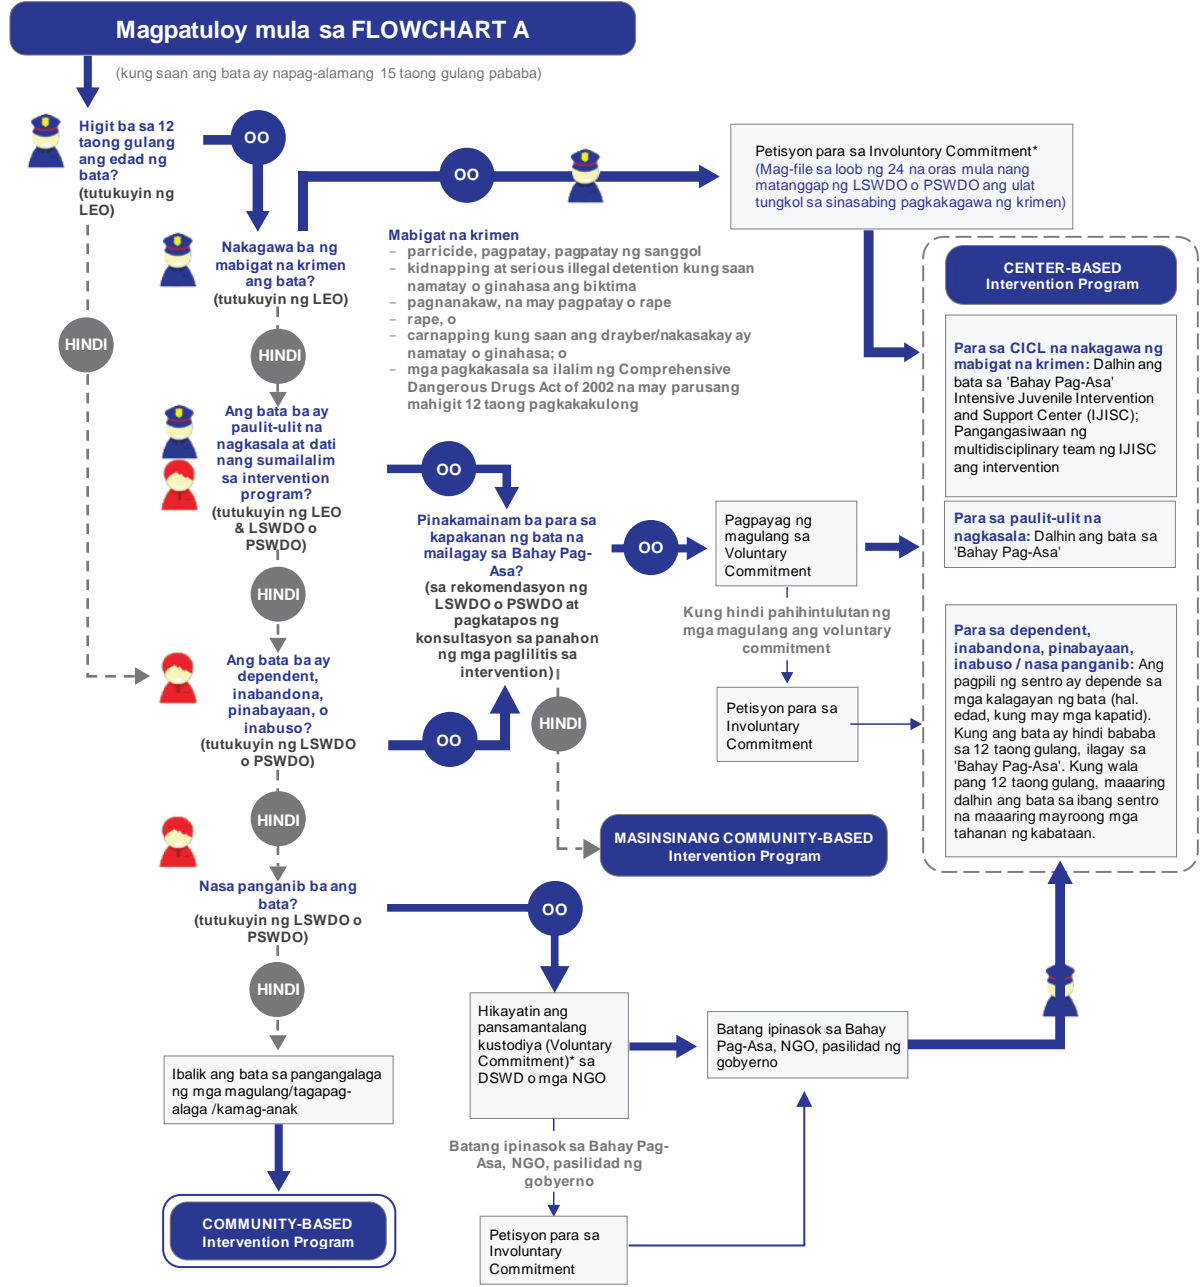 Magpatuloy mula sa FLOWCHART A
(kung saan ang bata ay napag-alamang 15 taong gulang pababa)
Higit ba sa 12
taong gulang
ang edad ng
bata?
(tutukuyin ng
LEO)
OO
HINDI
Nakagawa ba ng
mabigat na krimen
ang bata?
(tutukuyin ng LEO)
OO
Petisyon para sa Involuntory Commitment*
(Mag-file sa loob ng 24 na oras mula nang
matanggap ng LSWDO o PSWDO ang ulat
tungkol sa sinasabing pagkakagawa ng krimen)
Mabigat na krimen
– parricide, pagpatay, pagpatay ng sanggol
– kidnapping at serious illegal detention kung saan
namatay o ginahasa ang biktima
– pagnanakaw, na may pagpatay o rape
– rape, o
– carnapping kung saan ang drayber/nakasakay ay
namatay o ginahasa; o
– mga pagkakasala sa ilalim ng Comprehensive
Dangerous Drugs Act of 2002 na may parusang
mahigit 12 taong pagkakakulong
HINDI
Ang bata ba ay
paulit-ulit na
nagkasala at dati
nang sumailalim
sa intervention
program?
(tutukuyin ng LEO
& LSWDO o
PSWDO)
OO
HINDI
Pinakamainam ba para sa
kapakanan ng bata na
mailagay sa Bahay Pag-
Asa?
(sa rekomendasyon ng
LSWDO o PSWDO at
pagkatapos ng
konsultasyon sa panahon
ng mga paglilitis sa
intervention)
OO
Pagpayag ng
magulang sa
Voluntary
Commitment
Kung hindi pahihintulutan ng
mga magulang ang voluntary
commitment
Petisyon para sa
Involuntary
Commitment
HINDI
MASINSINANG COMMUNITY-BASED
Intervention Program
Ang bata ba ay
dependent,
inabandona,
pinabayaan, o
inabuso?
(tutukuyin ng LSWDO
o PSWDO)
OO
HINDI
Nasa panganib ba ang
bata?
(tutukuyin ng LSWDO o
PSWDO)
OO
HINDI
Ibalik ang bata sa pangangalaga
ng mga magulang/tagapag-
alaga /kamag-anak
COMMUNITY-BASED
Intervention Program
Hikayatin ang
pansamantalang
kustodiya (Voluntary
Commitment)* sa
DSWD o mga NGO
Batang ipinasok sa Bahay Pag-
Asa, NGO, pasilidad ng
gobyerno
Petisyon para sa
Involuntary
Commitment
Batang ipinasok sa Bahay
Pag-Asa, NGO, pasilidad ng
gobyerno
CENTER-BASED
Intervention Program
Para sa CICL na nakagawa ng
mabigat na krimen: Dalhin ang
bata sa 'Bahay Pag-Asa'
Intensive Juvenile Intervention
and Support Center (IJISC);
Pangangasiwaan ng
multidisciplinary team ng IJISC
ang intervention
Para sa paulit-ulit na
nagkasala: Dalhin ang bata sa
'Bahay Pag-Asa'
Para sa dependent,
inabandona, pinabayaan,
inabuso / nasa panganib: Ang
pagpili ng sentro ay depende sa
mga kalagayan ng bata (hal.
edad, kung may mga kapatid).
Kung ang bata ay hindi bababa
sa 12 taong gulang, ilagay sa
'Bahay Pag-Asa'. Kung wala
pang 12 taong gulang, maaaring
dalhin ang bata sa ibang sentro
na maaaring mayroong mga
tahanan ng kabataan.